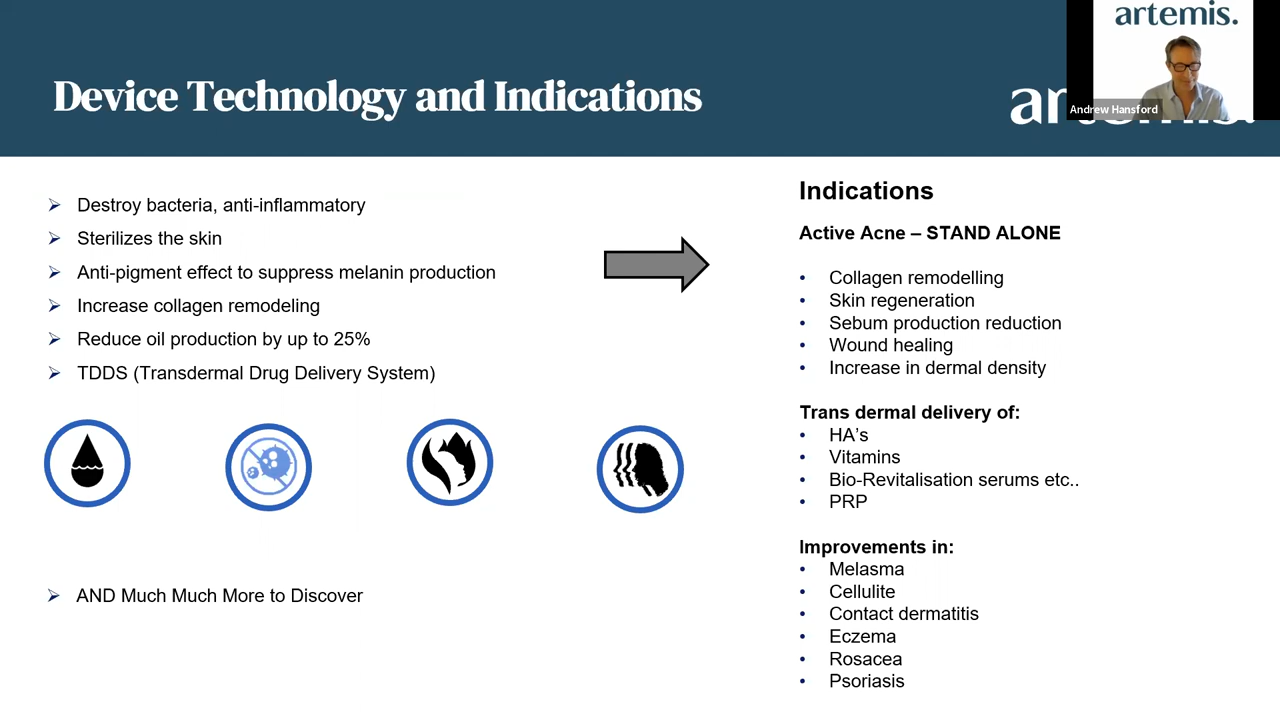 artemis.
Andrew Hansford
Device Technology and Indications
Destroy bacteria, anti-inflammatory
Sterilizes the skin
Anti-pigment effect to suppress melanin production
Increase collagen remodeling
Reduce oil production by up to 25%
TDDS (Transdermal Drug Delivery System)
AND Much Much More to Discover
Indications
Active Acne – STAND ALONE
Collagen remodelling
Skin regeneration
Sebum production reduction
Wound healing
Increase in dermal density
Trans dermal delivery of:
HA’s
Vitamins
Bio-Revitalisation serums etc..
PRP
Improvements in:
Melasma
Cellulite
Contact dermatitis
Eczema
Rosacea
Psoriasis